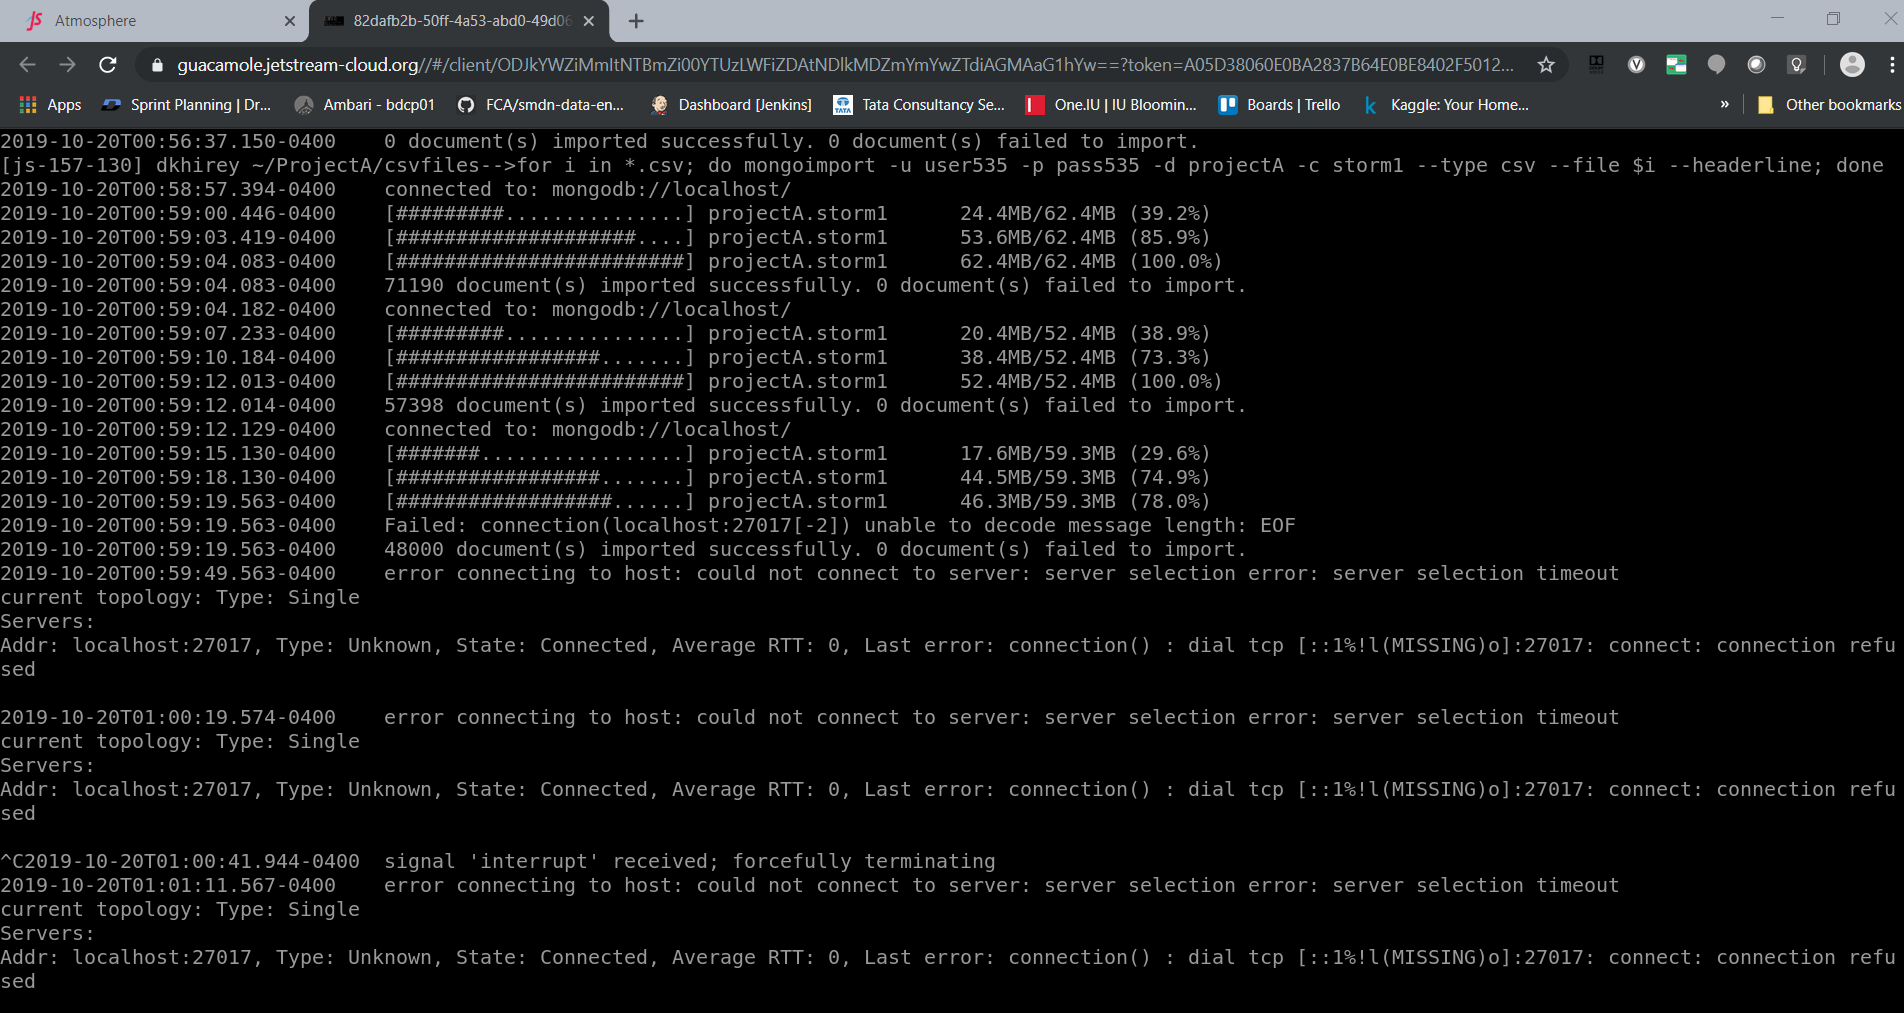 Atmosphere
82dafb2b-50ff-4a53-abd0-49d06
guacamole.jetstream-cloud.org//#/client/ODJkYWZiMmItNTBmZi00YTUzLWFiZDAtNDlkMDZmYmYwZTdiAGMAaG1hYw==?token=A05D38060E0BA2837B64E0BE8402F5012...
Apps Sprint Planning | Dr... Ambari - bdcp01 FCA/smdn-data-en... Dashboard [Jenkins] Tata Consultancy Se... One.IU | IU Bloomin... Boards | Trello Kaggle: Your Home... » Other bookmarks
2019-10-20T00:56:37.150-0400    0 document(s) imported successfully. 0 document(s) failed to import.
[js-157-130] dkhirey ~/ProjectA/csvfiles-->for i in *.csv; do mongoimport -u user535 -p pass535 -d projectA -c storm1 --type csv --file $i --headerline; done
2019-10-20T00:58:57.394-0400    connected to: mongodb://localhost/
2019-10-20T00:59:00.446-0400    [#########...............] projectA.storm1      24.4MB/62.4MB (39.2%)
2019-10-20T00:59:03.419-0400    [####################....] projectA.storm1      53.6MB/62.4MB (85.9%)
2019-10-20T00:59:04.083-0400    [########################] projectA.storm1      62.4MB/62.4MB (100.0%)
2019-10-20T00:59:04.083-0400    71190 document(s) imported successfully. 0 document(s) failed to import.
2019-10-20T00:59:04.182-0400    connected to: mongodb://localhost/
2019-10-20T00:59:07.233-0400    [#########...............] projectA.storm1      20.4MB/52.4MB (38.9%)
2019-10-20T00:59:10.184-0400    [#################.......] projectA.storm1      38.4MB/52.4MB (73.3%)
2019-10-20T00:59:12.013-0400    [########################] projectA.storm1      52.4MB/52.4MB (100.0%)
2019-10-20T00:59:12.014-0400    57398 document(s) imported successfully. 0 document(s) failed to import.
2019-10-20T00:59:12.129-0400    connected to: mongodb://localhost/
2019-10-20T00:59:15.130-0400    [#######.................] projectA.storm1      17.6MB/59.3MB (29.6%)
2019-10-20T00:59:18.130-0400    [#################.......] projectA.storm1      44.5MB/59.3MB (74.9%)
2019-10-20T00:59:19.563-0400    [##################......] projectA.storm1      46.3MB/59.3MB (78.0%)
2019-10-20T00:59:19.563-0400    Failed: connection(localhost:27017[-2]) unable to decode message length: EOF
2019-10-20T00:59:19.563-0400    48000 document(s) imported successfully. 0 document(s) failed to import.
2019-10-20T00:59:49.563-0400    error connecting to host: could not connect to server: server selection error: server selection timeout
current topology: Type: Single
Servers:
Addr: localhost:27017, Type: Unknown, State: Connected, Average RTT: 0, Last error: connection() : dial tcp [::1%!l(MISSING)o]:27017: connect: connection refu
sed
2019-10-20T01:00:19.574-0400    error connecting to host: could not connect to server: server selection error: server selection timeout
current topology: Type: Single
Servers:
Addr: localhost:27017, Type: Unknown, State: Connected, Average RTT: 0, Last error: connection() : dial tcp [::1%!l(MISSING)o]:27017: connect: connection refu
sed
^C2019-10-20T01:00:41.944-0400  signal 'interrupt' received; forcefully terminating
2019-10-20T01:01:11.567-0400    error connecting to host: could not connect to server: server selection error: server selection timeout
current topology: Type: Single
Servers:
Addr: localhost:27017, Type: Unknown, State: Connected, Average RTT: 0, Last error: connection() : dial tcp [::1%!l(MISSING)o]:27017: connect: connection refu
sed